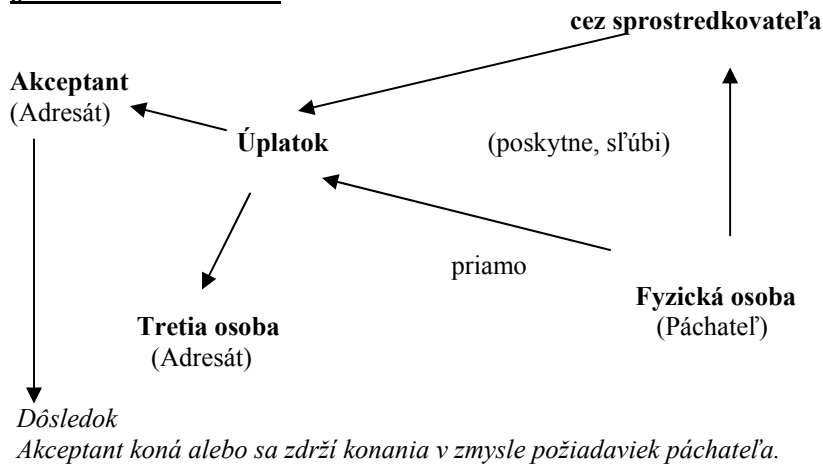 cez sprostredkovateľa
Akceptant
(Adresát)
Úplatok
(poskytne, sľúbi)
priamo
Fyzická osoba
(Páchateľ)
Tretia osoba
(Adresát)
Dôsledok
Akceptant koná alebo sa zdrží konania v zmysle požiadaviek páchateľa.